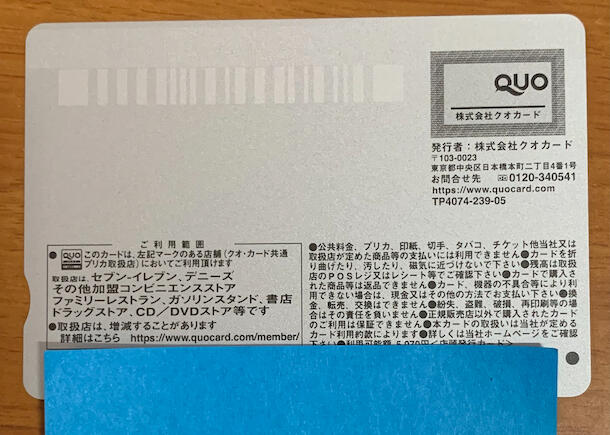 QUO
株式会社クオカード
発行者：株式会社クオカード
〒103-0023
東京都中央区日本橋本町二丁目4番1号
お問合せ先 0120-340541
https://www.quocard.com
TP4074-239-05
ご利用範囲
QUO
このカードは、左記マークのある店舗（クオ・カード共通
プリカ取扱店）においてご利用頂けます
取扱店は、セブン-イレブン、デニーズ
その他加盟コンビニエンスストア
ファミリーレストラン、ガソリンスタンド、書店
ドラッグストア、CD／DVDストア等です
●取扱店は、増減することがあります
詳細はこちら https://www.quocard.com/member/
●公共料金、プリカ、印紙、切手、タバコ、チケット他当社又は
取扱店が定めた商品等の支払いには利用できません●カードを折
り曲げたり、汚したり、磁気に近づけないで下さい●残高は取扱
店のPOSレジ又はレシート等でご確認下さい●カードで購入さ
れた商品等は返品できません●カード、機器の不具合等により利
用できない場合は、現金又はその他の方法でお支払い下さい●換
金、転売、交換はできません●紛失、盗難、破損、再印刷等の場
合はその責任を負いません●正規販売店以外で購入されたカード
のご利用は保証できません●本カードの取扱いは当社が定める
カード利用約款によります●詳しくは当社ホームページをご確認
下さい●利用可能額 5,070円＜店頭発行カード＞